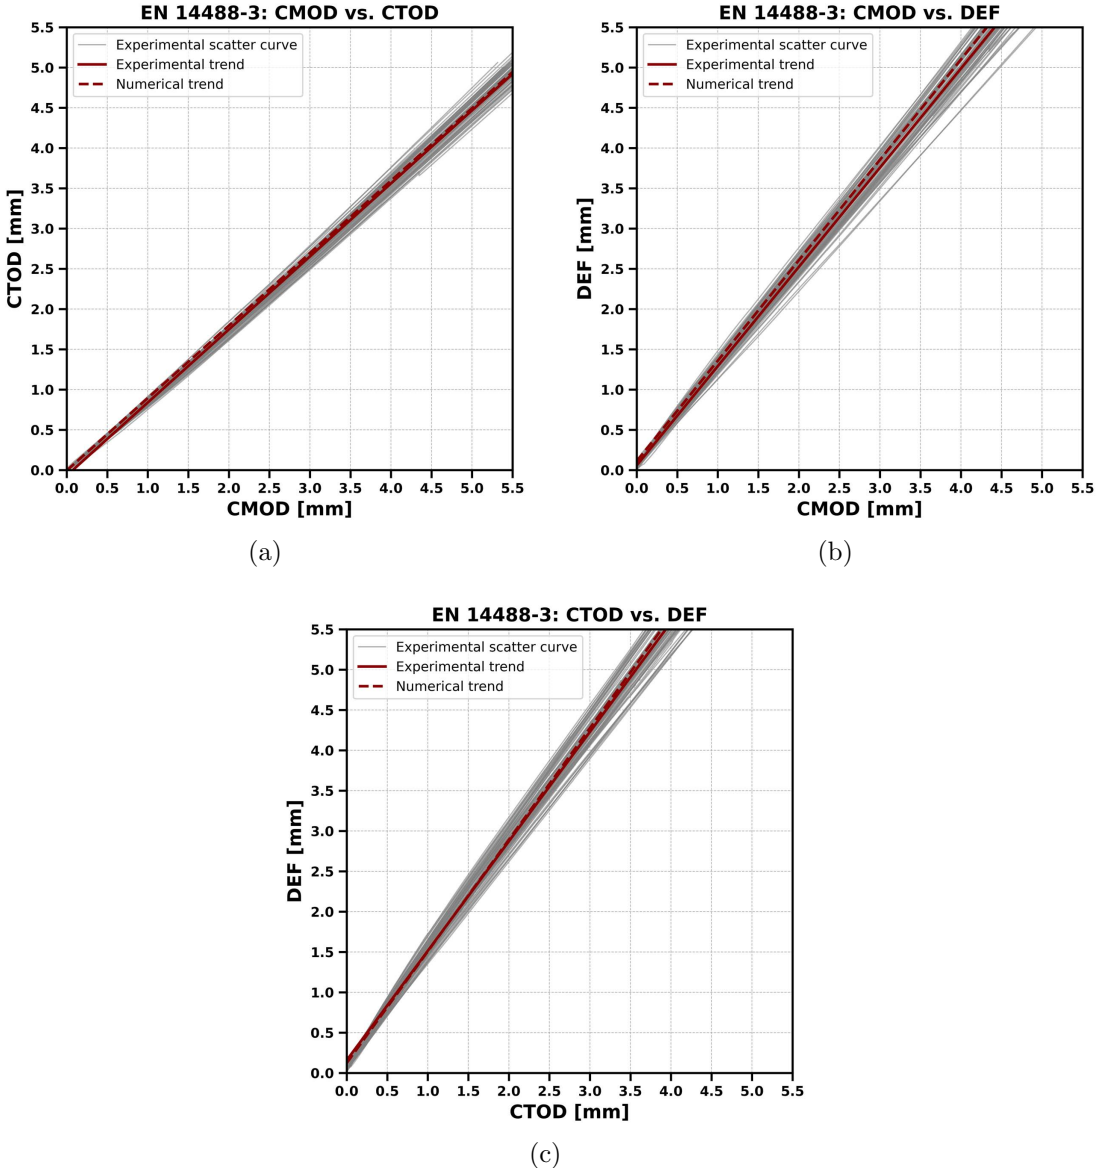 EN 14488-3: CMOD vs. CTOD
5.5
5.0
4.5
4.0
3.5
3.0
2.5
2.0
1.5
1.0
0.5
0.0
CTOD [mm]
Experimental scatter curve
Experimental trend
Numerical trend
0.0 0.5 1.0 1.5 2.0 2.5 3.0 3.5 4.0 4.5 5.0 5.5
CMOD [mm]
(a)
EN 14488-3: CMOD vs. DEF
5.5
5.0
4.5
4.0
3.5
3.0
2.5
2.0
1.5
1.0
0.5
0.0
DEF [mm]
Experimental scatter curve
Experimental trend
Numerical trend
0.0 0.5 1.0 1.5 2.0 2.5 3.0 3.5 4.0 4.5 5.0 5.5
CMOD [mm]
(b)
EN 14488-3: CTOD vs. DEF
5.5
5.0
4.5
4.0
3.5
3.0
2.5
2.0
1.5
1.0
0.5
0.0
DEF [mm]
Experimental scatter curve
Experimental trend
Numerical trend
0.0 0.5 1.0 1.5 2.0 2.5 3.0 3.5 4.0 4.5 5.0 5.5
CTOD [mm]
(c)